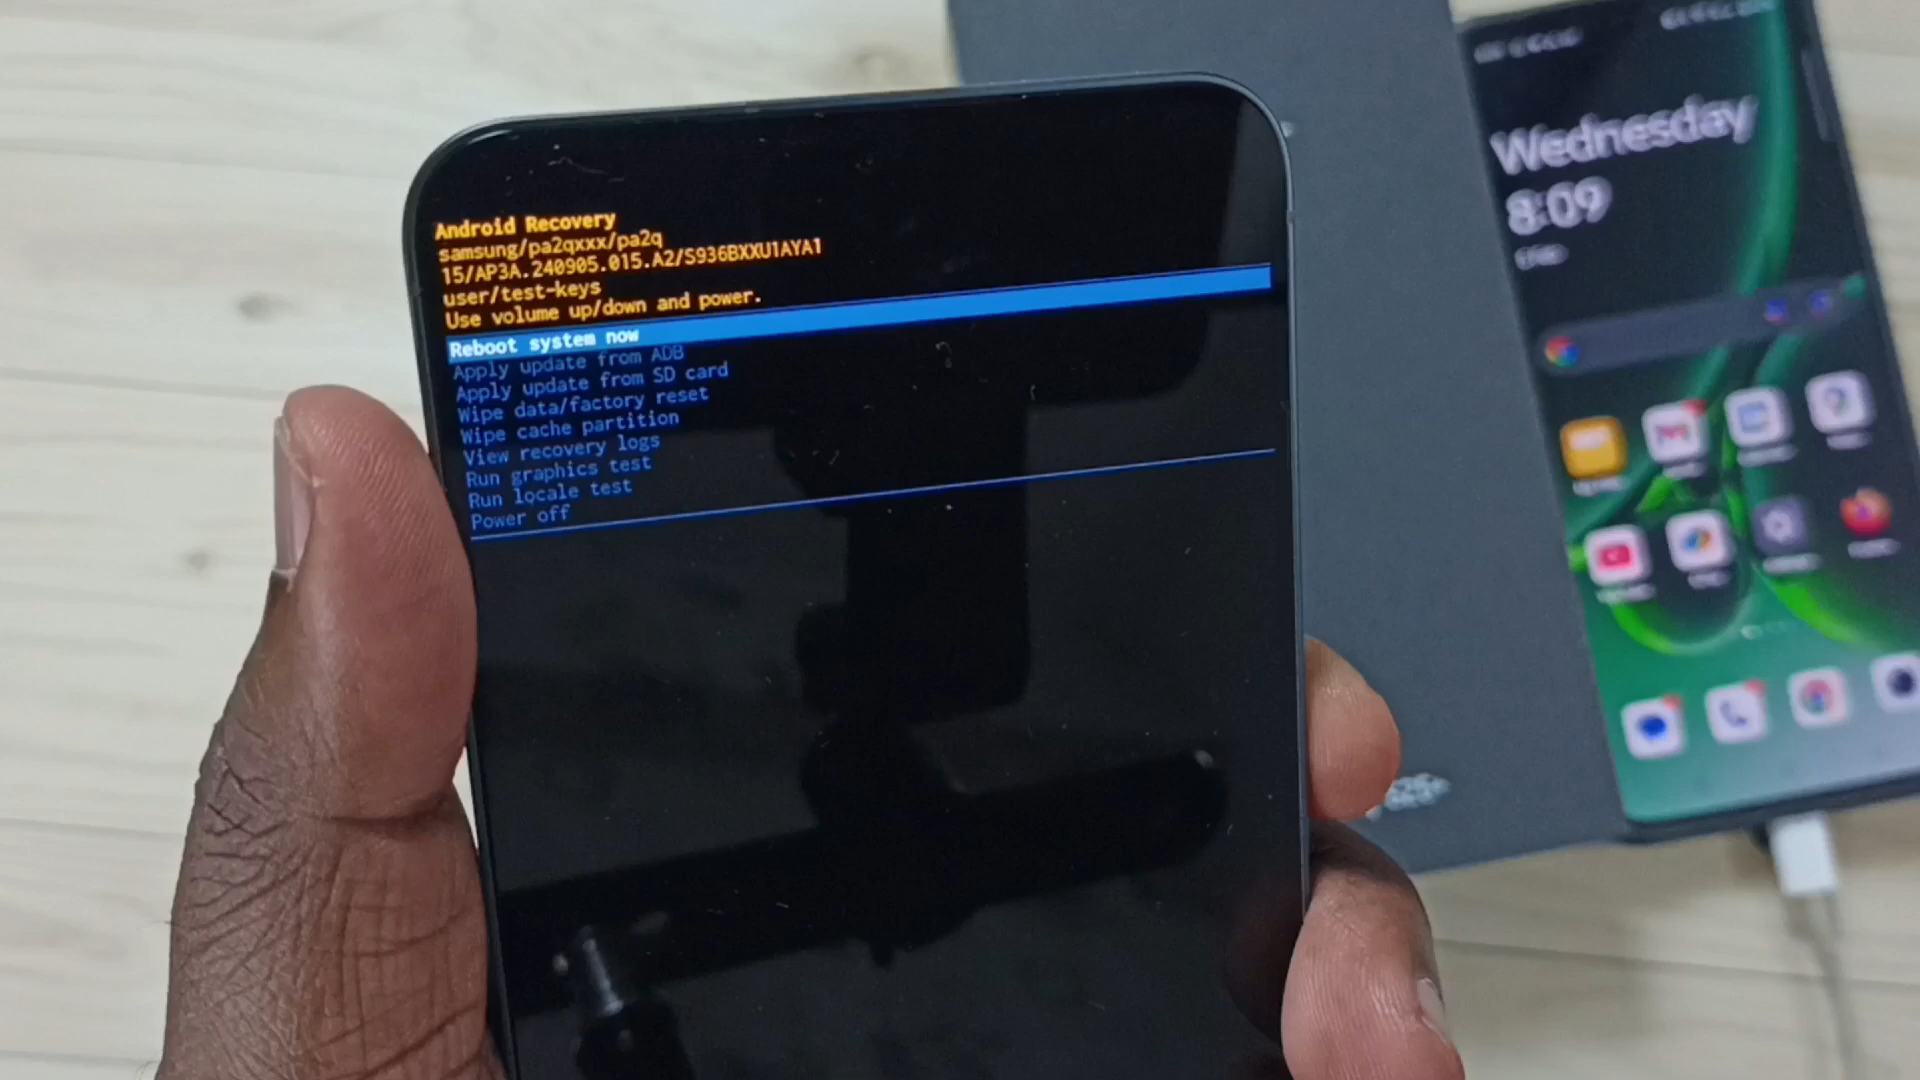 Android Recovery
samsung/pa2qxxx/pa2q
15/AP3A.240905.015.A2/S936BXXU1AYA1
user/test-keys
Use volume up/down and power.
Reboot system now
Apply update from ADB
Apply update from SD card
Wipe data/factory reset
Wipe cache partition
View recovery logs
Run graphics test
Run locale test
Power off
Wednesday
8:09